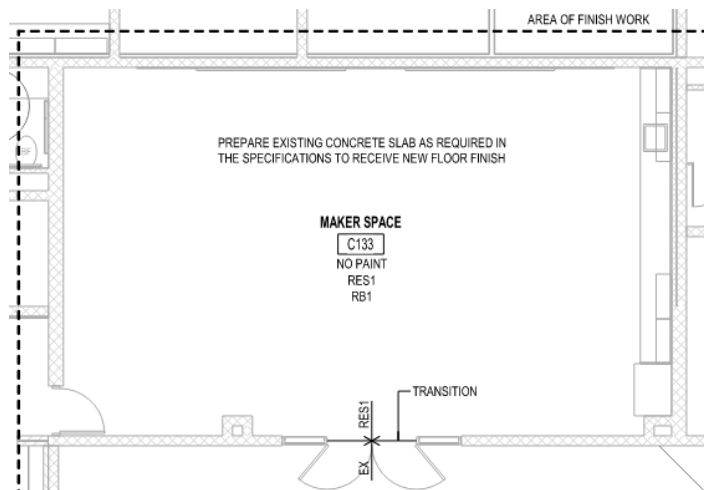 AREA OF FINISH WORK
PREPARE EXISTING CONCRETE SLAB AS REQUIRED IN
THE SPECIFICATIONS TO RECEIVE NEW FLOOR FINISH
MAKER SPACE
C133
NO PAINT
RES1
RB1
TRANSITION
RES1
EX